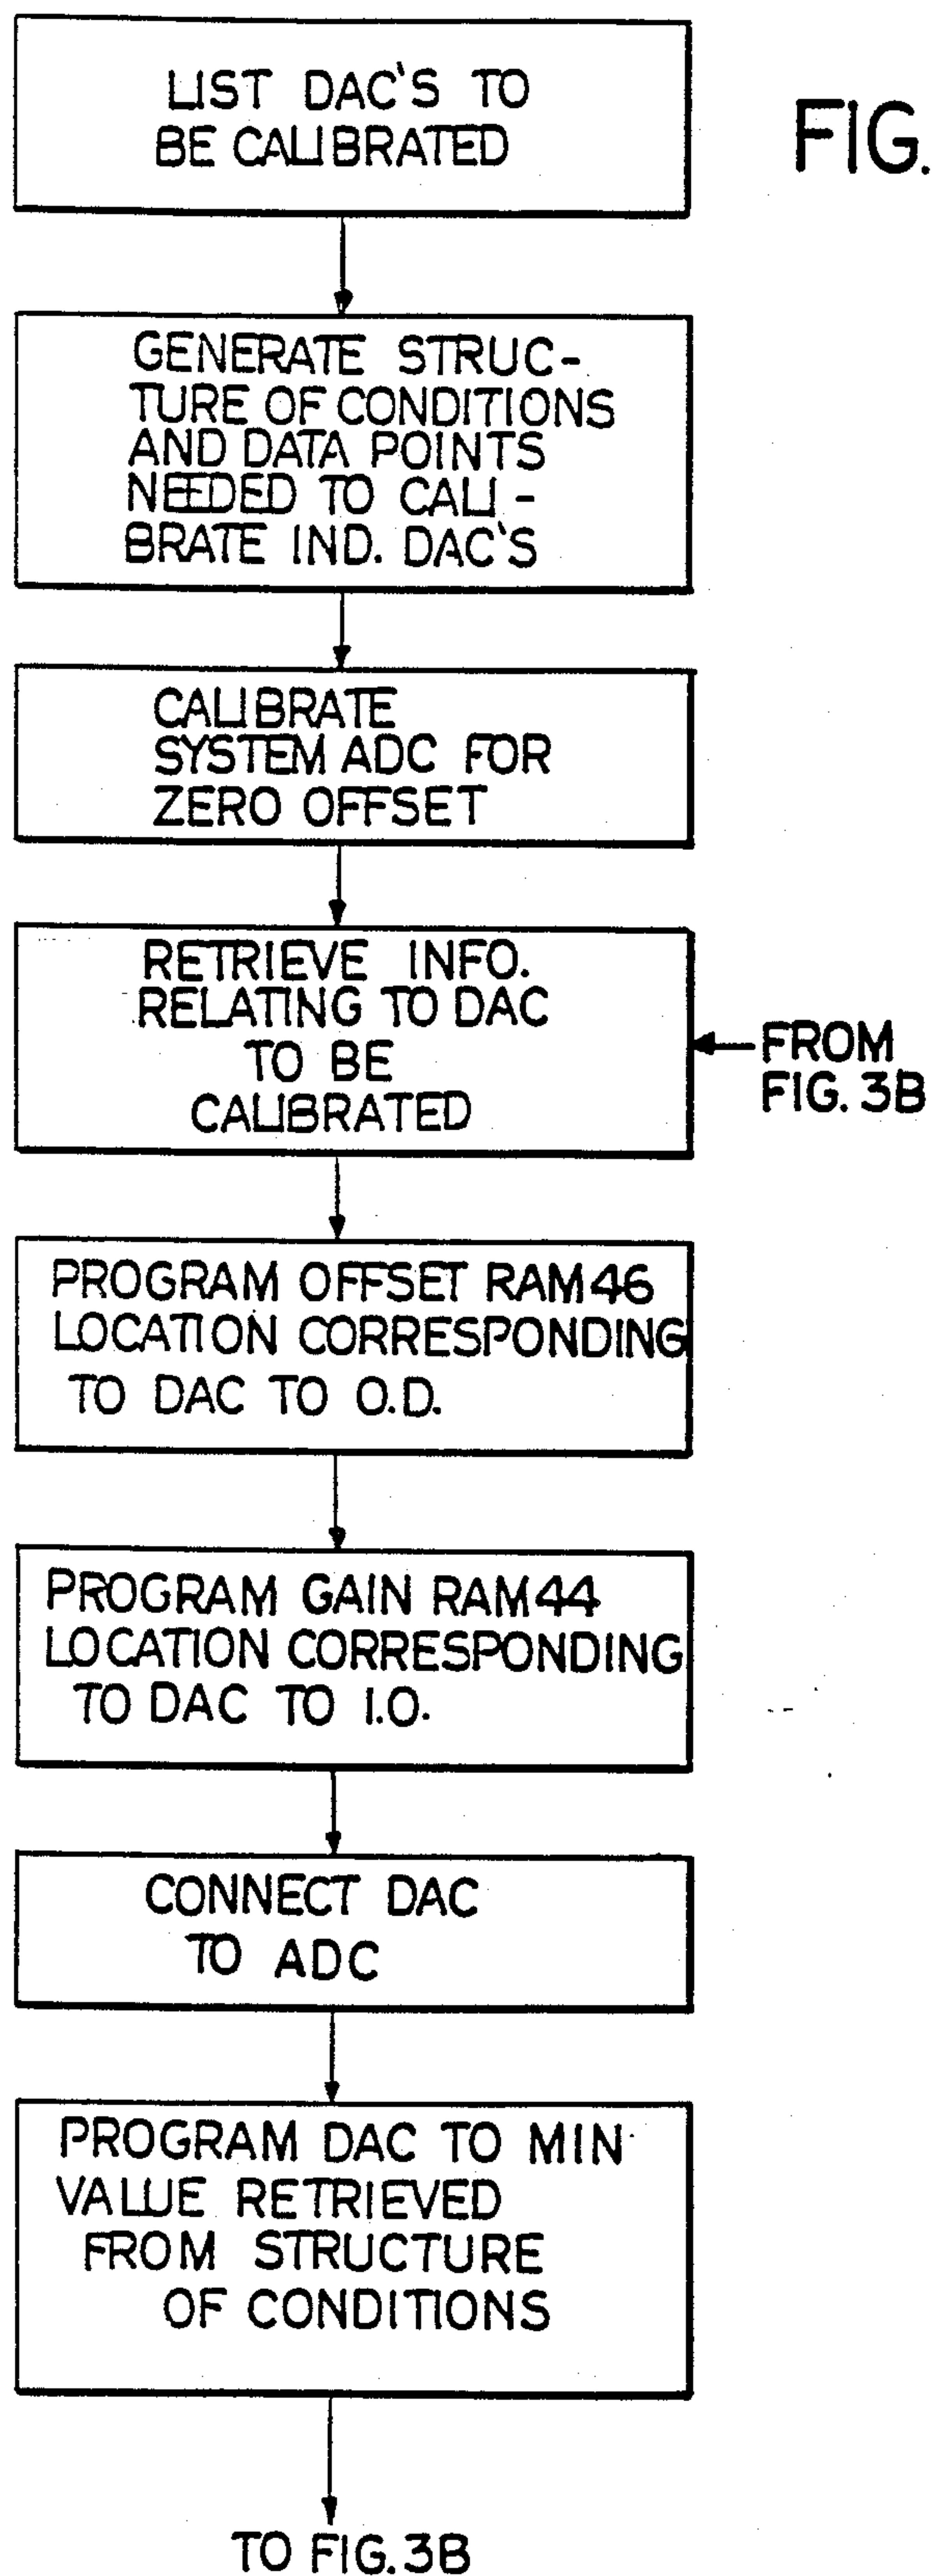 LIST DAC'S TO
BE CALIBRATED
FIG.
GENERATE STRUC-
TURE OF CONDITIONS
AND DATA POINTS
NEEDED TO CALI-
BRATE IND. DAC'S
CALIBRATE
SYSTEM ADC FOR
ZERO OFFSET
RETRIEVE INFO.
RELATING TO DAC
TO BE
CALIBRATED
FROM
FIG. 3B
PROGRAM OFFSET RAM 46
LOCATION CORRESPONDING
TO DAC TO O.D.
PROGRAM GAIN RAM 44
LOCATION CORRESPONDING
TO DAC TO I.O.
CONNECT DAC
TO ADC
PROGRAM DAC TO MIN.
VALUE RETRIEVED
FROM STRUCTURE
OF CONDITIONS
TO FIG. 3B